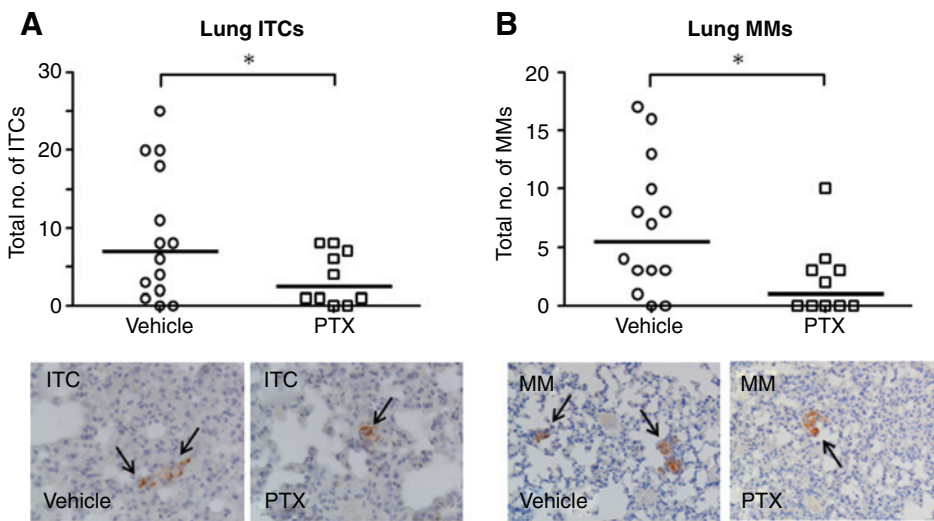 A
Lung ITCs
*
Total no. of ITCs
30
20
10
0
Vehicle
PTX
B
Lung MMs
*
Total no. of MMs
20
15
10
5
0
Vehicle
PTX
ITC
Vehicle
ITC
PTX
MM
Vehicle
MM
PTX